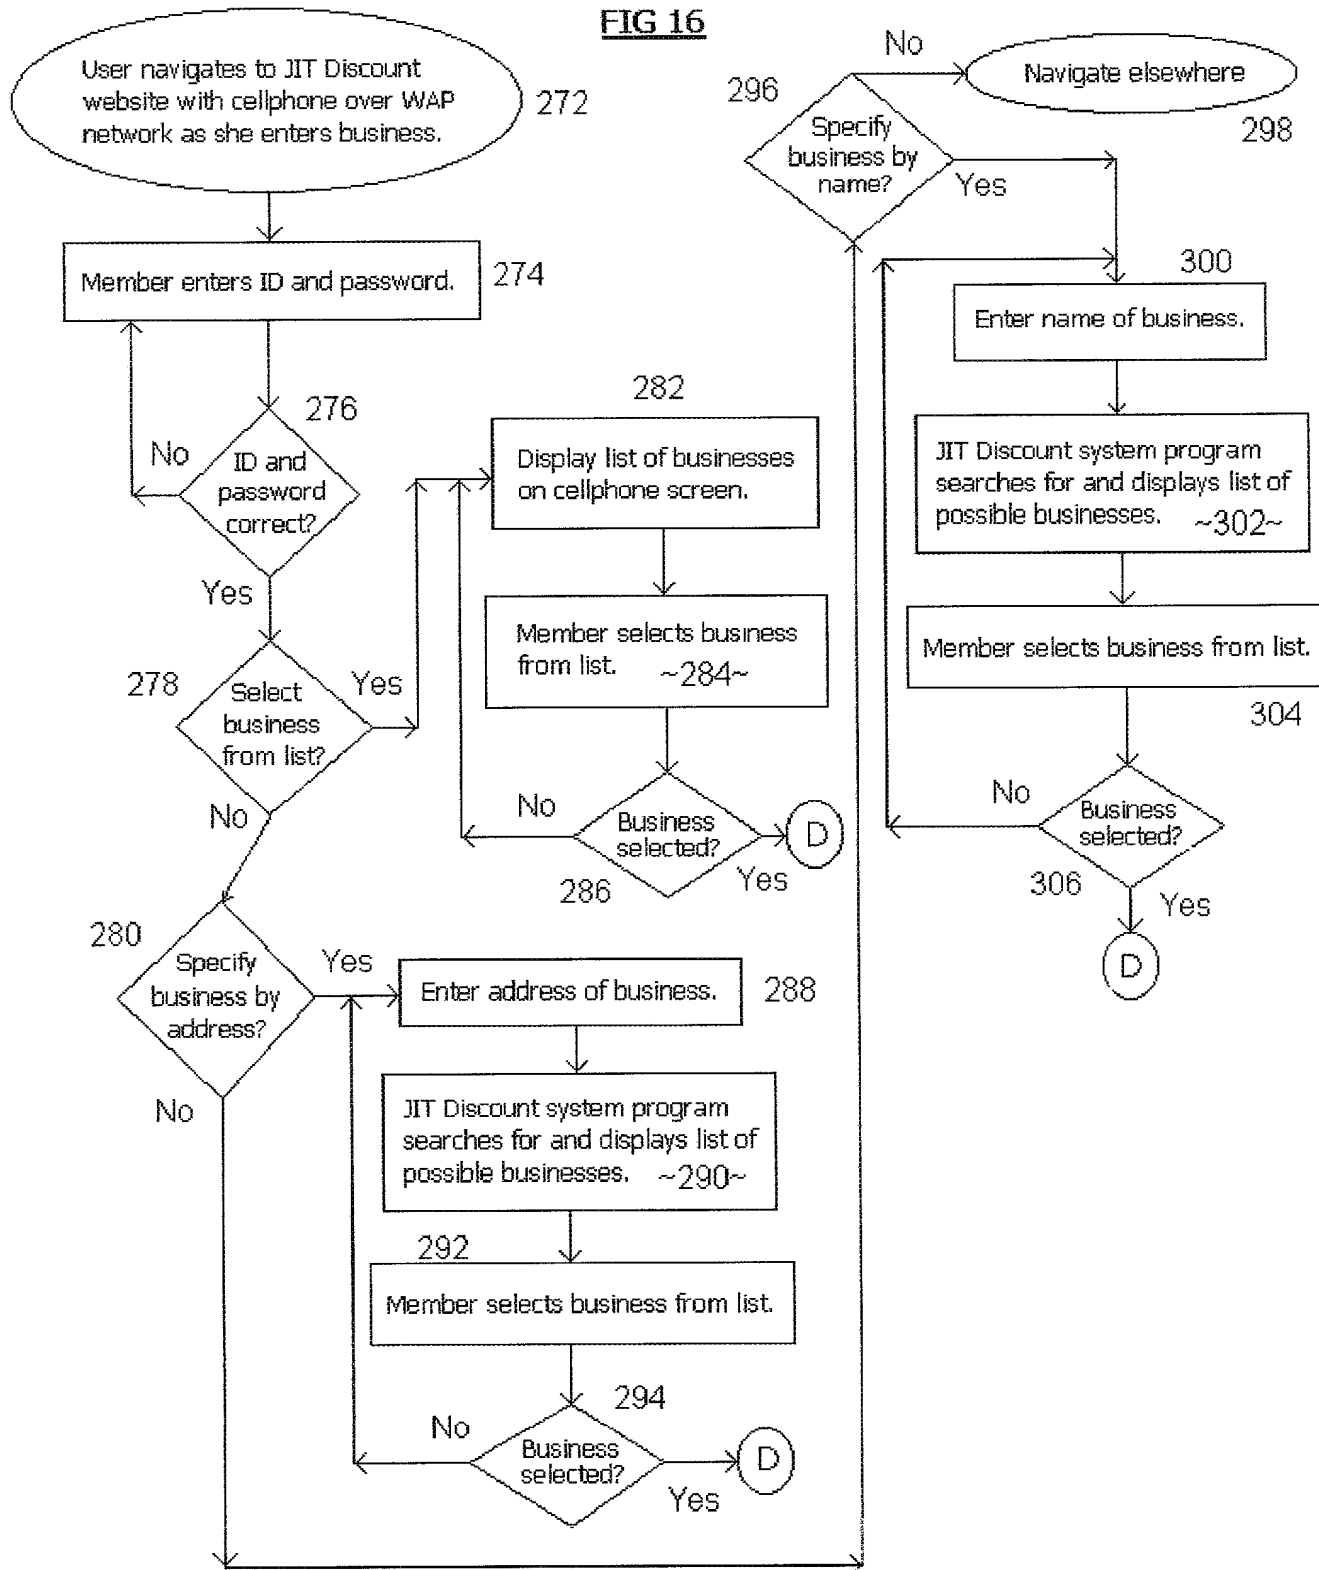 FIG 16
User navigates to JIT Discount
website with cellphone over WAP
network as she enters business.
272
Member enters ID and password.
274
276
No
ID and
password
correct?
Yes
278
Select
business
from list?
Yes
No
282
Display list of businesses
on cellphone screen.
Member selects business
from list. ~284~
No
Business
selected?
D
286
Yes
280
Specify
business by
address?
Yes
No
Enter address of business.
288
JIT Discount system program
searches for and displays list of
possible businesses. ~290~
292
Member selects business from list.
294
No
Business
selected?
D
Yes
296
Specify
business by
name?
No
Navigate elsewhere
298
Yes
300
Enter name of business.
JIT Discount system program
searches for and displays list of
possible businesses. ~302~
Member selects business from list.
304
No
Business
selected?
306
Yes
D